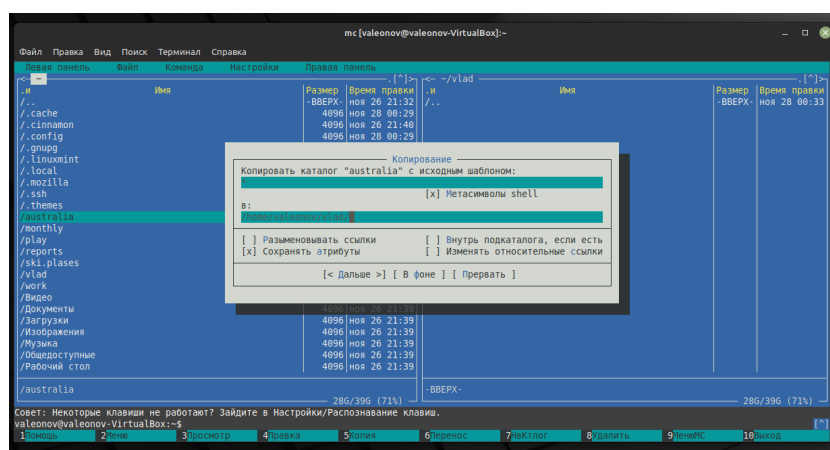 mc [valeonov@valeonov-VirtualBox]:~
Файл Правка Вид Поиск Терминал Справка
Левая панель Файл Команда Настройки Правая панель
<- ~ .[^]> <- ~/vlad .[^]>
.и Имя Размер Время правки .и Имя Размер Время правки
/.. -ВВЕРХ- ноя 26 21:32 /.. -ВВЕРХ- ноя 28 00:33
/.cache 4096 ноя 28 00:29
/.cinnamon 4096 ноя 26 21:40
/.config 4096 ноя 28 00:29
/.gnupg
/.linuxmint Копирование
/.local Копировать каталог "australia" с исходным шаблоном:
/.mozilla
/.ssh [x] Метасимволы shell
/.themes в:
/australia /home/valeonov/vlad/
/monthly
/play [ ] Разыменовывать ссылки [ ] Внутрь подкаталога, если есть
/reports [x] Сохранять атрибуты [ ] Изменять относительные ссылки
/ski.plases
/vlad [< Дальше >] [ В фоне ] [ Прервать ]
/work
/Видео
/Документы 4096 ноя 26 21:39
/Загрузки 4096 ноя 26 21:39
/Изображения 4096 ноя 26 21:39
/Музыка 4096 ноя 26 21:39
/Общедоступные 4096 ноя 26 21:39
/Рабочий стол 4096 ноя 26 21:39
/australia -ВВЕРХ-
28G/39G (71%) 28G/39G (71%)
Совет: Некоторые клавиши не работают? Зайдите в Настройки/Распознавание клавиш.
valeonov@valeonov-VirtualBox:~$ [^]
1Помощь 2Меню 3Просмотр 4Правка 5Копия 6Перенос 7НвКтлог 8Удалить 9МенюМС 10Выход